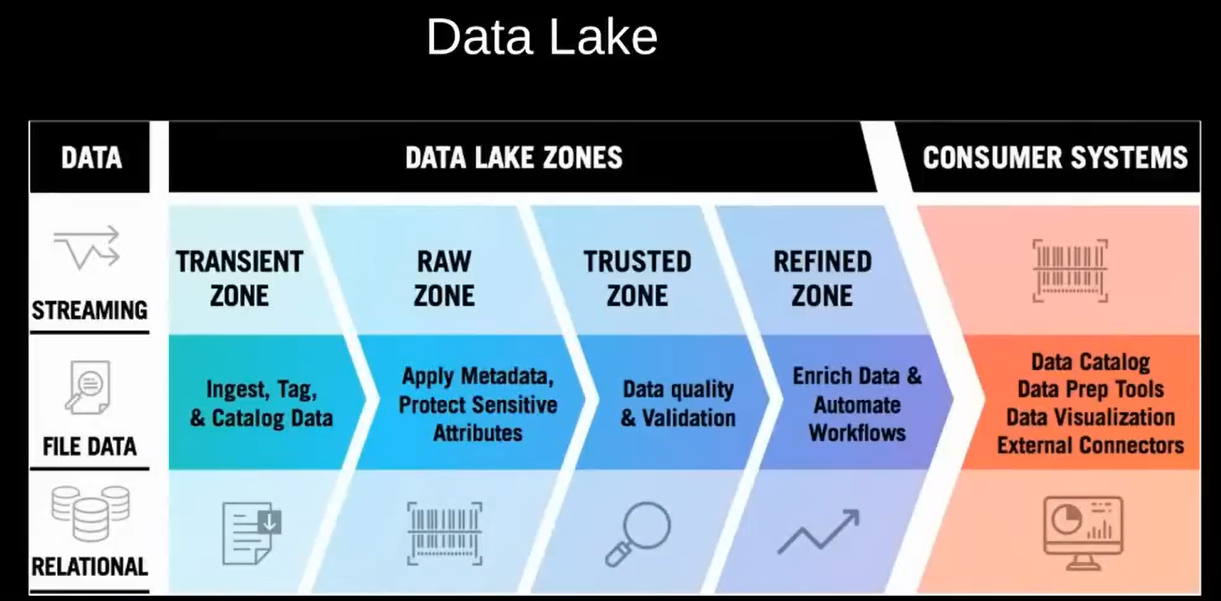 Data Lake
DATA
DATA LAKE ZONES
CONSUMER SYSTEMS
STREAMING
FILE DATA
RELATIONAL
TRANSIENT
ZONE
Ingest, Tag,
& Catalog Data
RAW
ZONE
Apply Metadata,
Protect Sensitive
Attributes
TRUSTED
ZONE
Data quality
& Validation
REFINED
ZONE
Enrich Data &
Automate
Workflows
Data Catalog
Data Prep Tools
Data Visualization
External Connectors